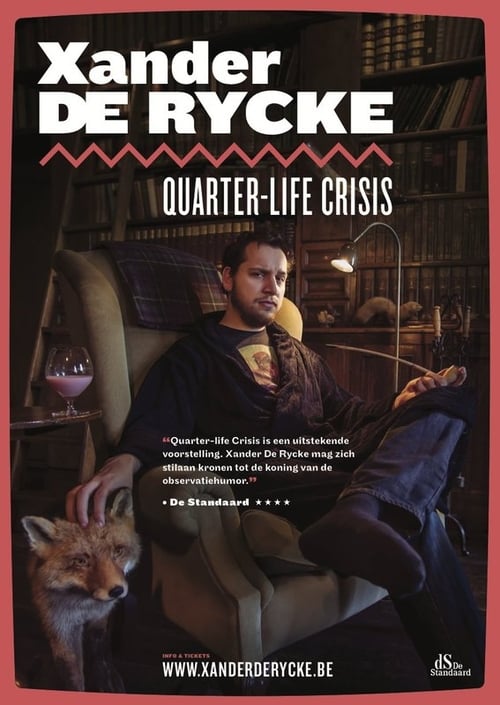 Xander
DE RYCKE
QUARTER-LIFE CRISIS
“Quarter-life Crisis is een uitstekende
voorstelling. Xander De Rycke mag zich
stilaan kronen tot de koning van de
observatiehumor.”
• De Standaard ★★★★
INFO & TICKETS
WWW.XANDERDERYCKE.BE
dS De
Standaard